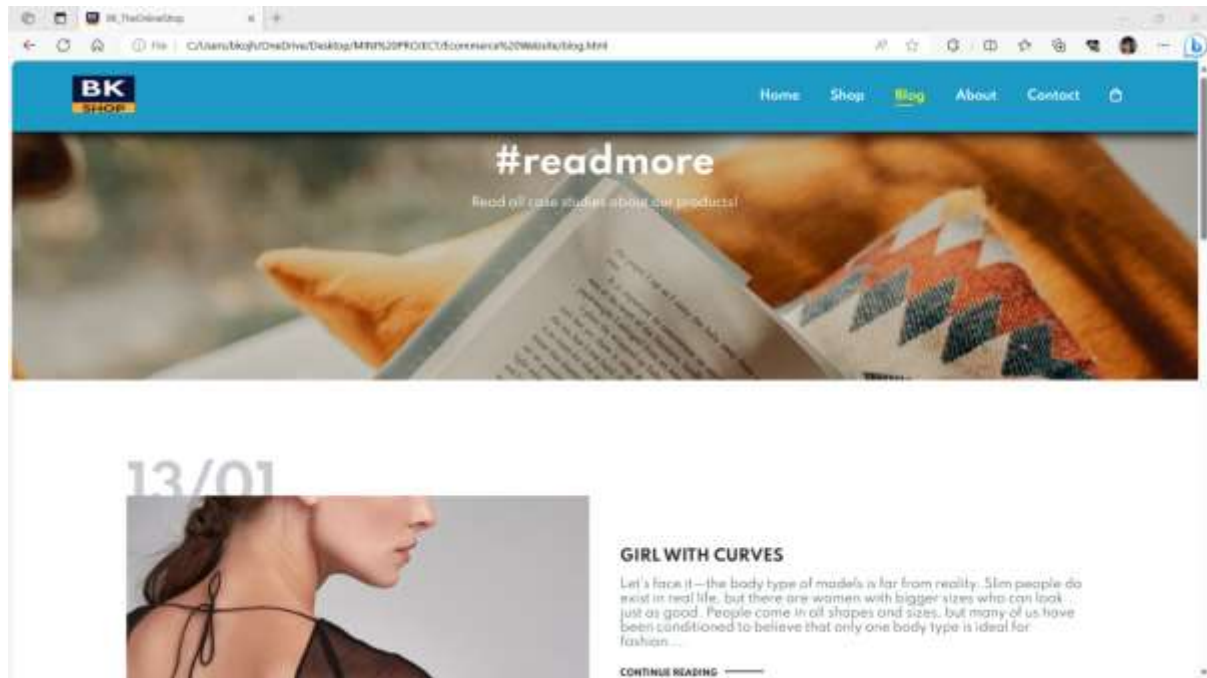 BK_TheOnlineShop
File C:/Users/bkojh/OneDrive/Desktop/MINI%20PROJECT/Ecommerce%20Website/blog.html
BK
SHOP
Home Shop Blog About Contact
#readmore
Read all case studies about our products!
13/01
GIRL WITH CURVES
Let's face it—the body type of models is far from reality. Slim people do
exist in real life, but there are women with bigger sizes who can look
just as good. People come in all shapes and sizes, but many of us have
been conditioned to believe that only one body type is ideal for
fashion...
CONTINUE READING